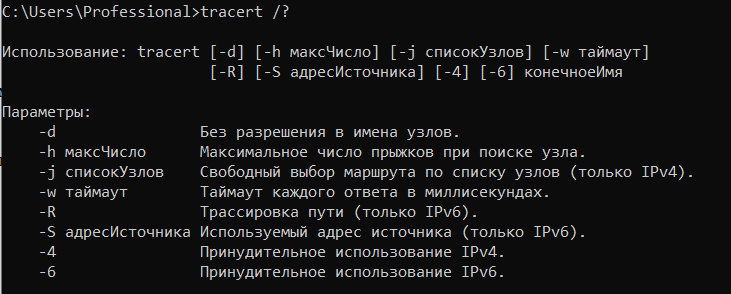 C:\Users\Professional>tracert /?
Использование: tracert [-d] [-h максЧисло] [-j списокУзлов] [-w таймаут]
[-R] [-S адресИсточника] [-4] [-6] конечноеИмя
Параметры:
-d Без разрешения в имена узлов.
-h максЧисло Максимальное число прыжков при поиске узла.
-j списокУзлов Свободный выбор маршрута по списку узлов (только IPv4).
-w таймаут Таймаут каждого ответа в миллисекундах.
-R Трассировка пути (только IPv6).
-S адресИсточника Используемый адрес источника (только IPv6).
-4 Принудительное использование IPv4.
-6 Принудительное использование IPv6.